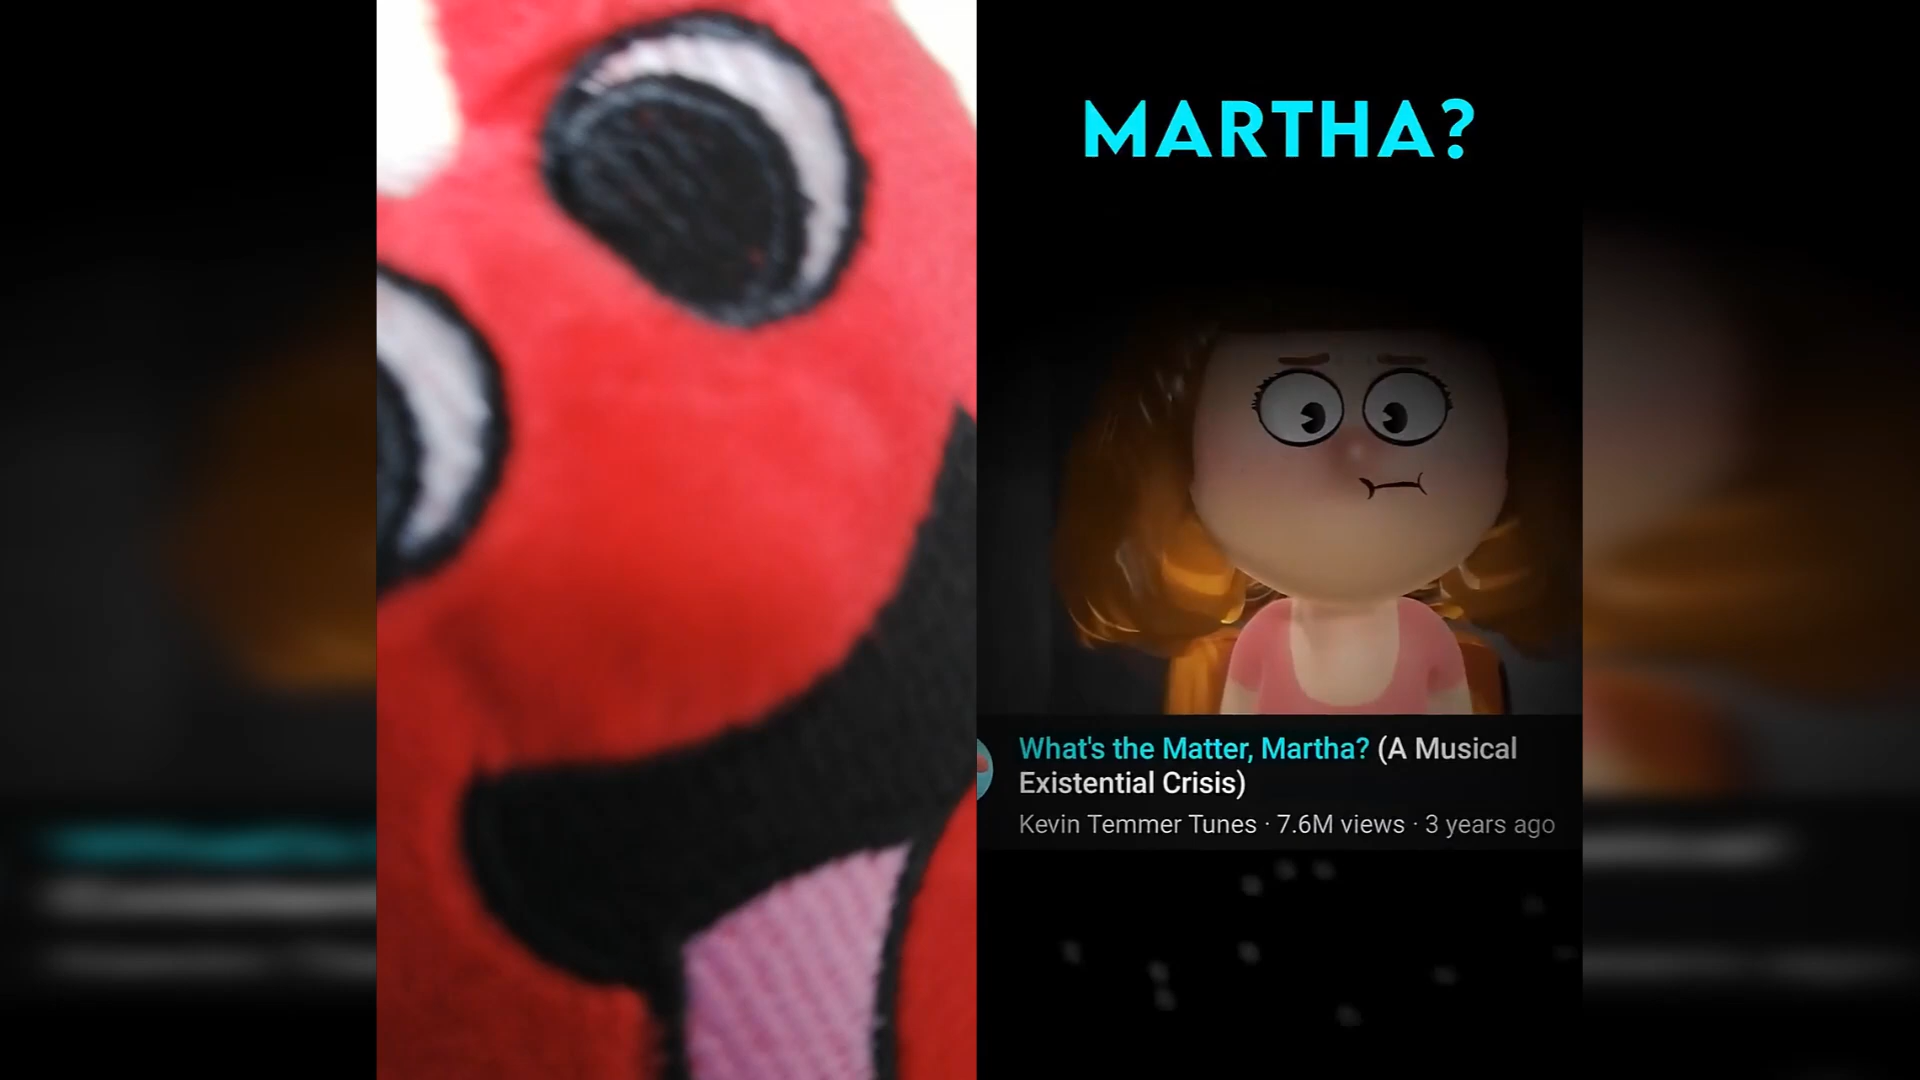 MARTHA?
What's the Matter, Martha? (A Musical
Existential Crisis)
Kevin Temmer Tunes · 7.6M views · 3 years ago